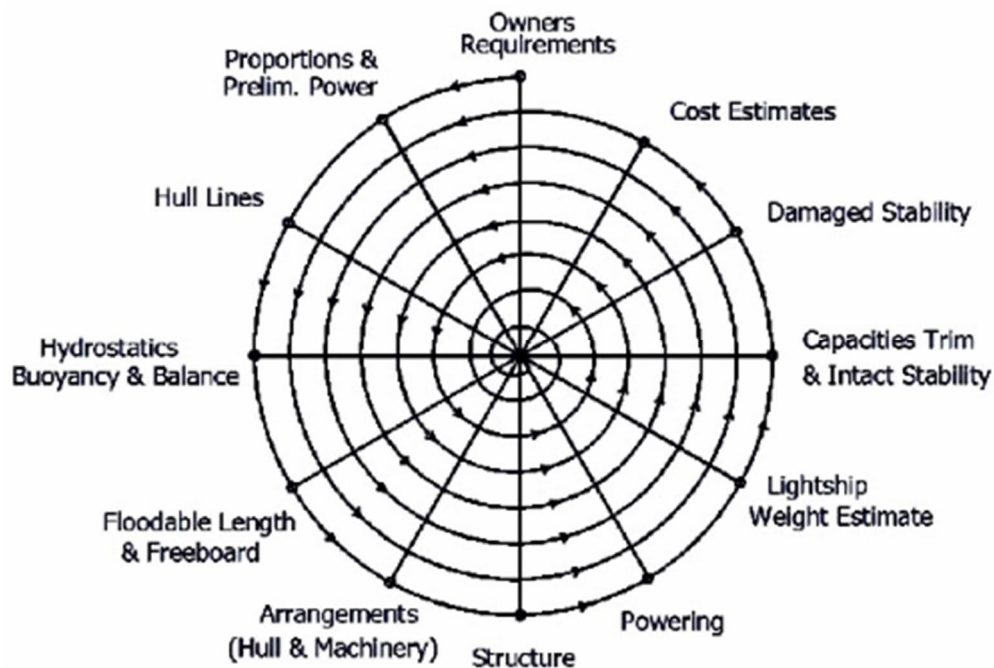 Owners
Requirements
Proportions &
Prelim. Power
Cost Estimates
Hull Lines
Damaged Stability
Hydrostatics
Buoyancy & Balance
Capacities Trim
& Intact Stability
Floodable Length
& Freeboard
Lightship
Weight Estimate
Arrangements
(Hull & Machinery)
Powering
Structure